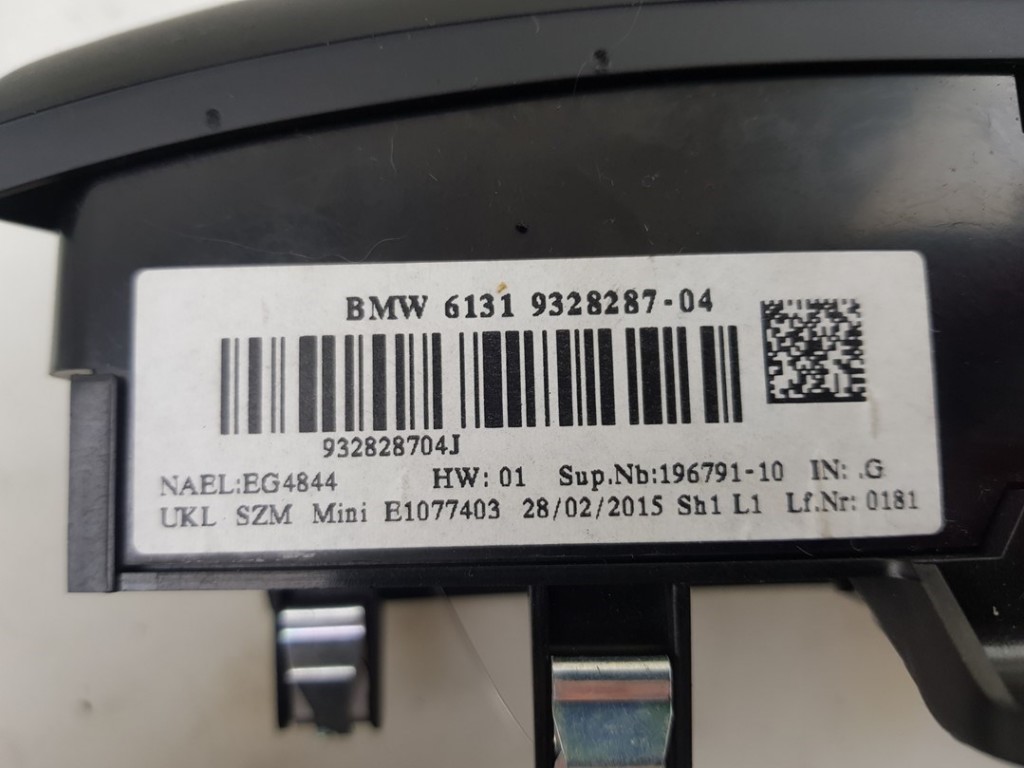 BMW 6131 9328287-04
932828704J
NAEL:EG4844 HW: 01 Sup.Nb:196791-10 IN: .G
UKL SZM Mini E1077403 28/02/2015 Sh1 L1 Lf.Nr: 0181